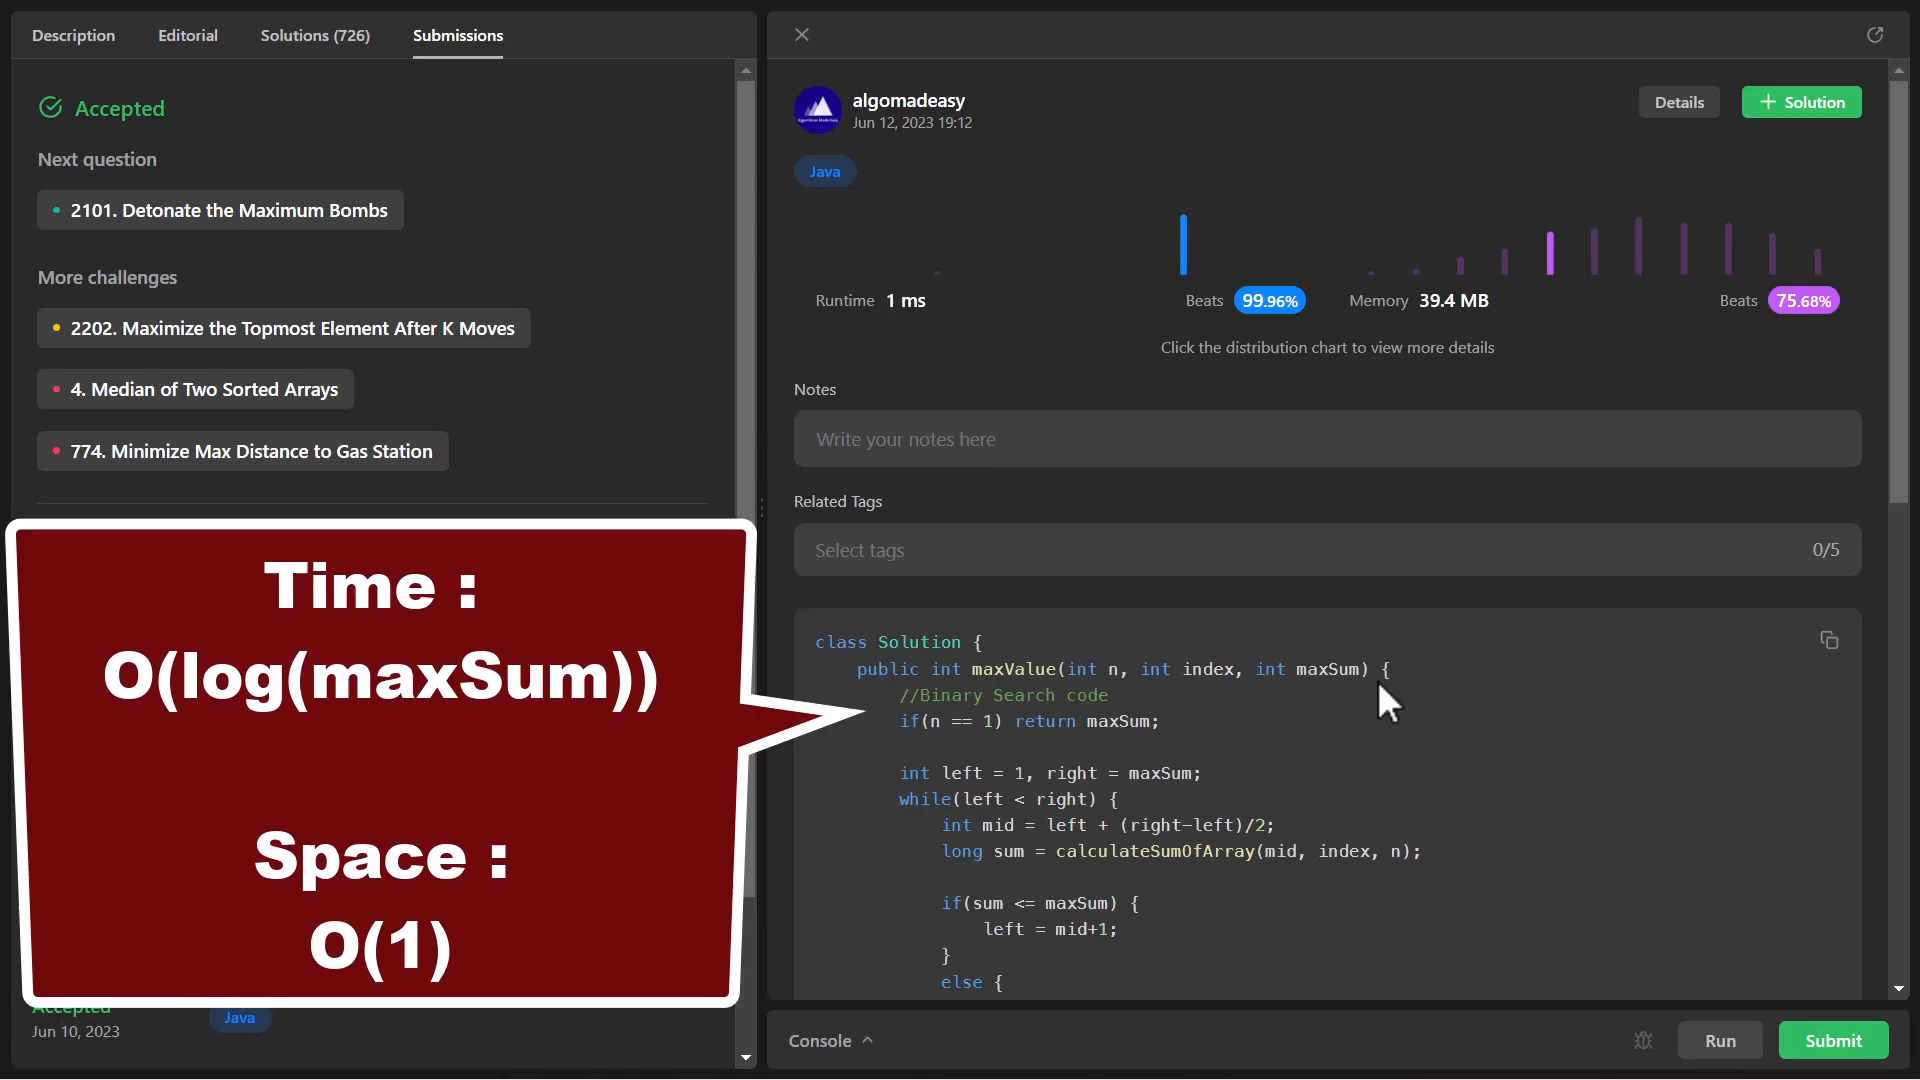 Description Editorial Solutions (726) Submissions
Accepted
Next question
2101. Detonate the Maximum Bombs
More challenges
2202. Maximize the Topmost Element After K Moves
4. Median of Two Sorted Arrays
774. Minimize Max Distance to Gas Station
Time :
O(log(maxSum))
Space :
O(1)
Accepted
Jun 10, 2023 Java
algomadeasy
Jun 12, 2023 19:12
Details + Solution
Java
Runtime 1 ms Beats 99.96% Memory 39.4 MB Beats 75.68%
Click the distribution chart to view more details
Notes
Write your notes here
Related Tags
Select tags 0/5
class Solution {
    public int maxValue(int n, int index, int maxSum) {
        //Binary Search code
        if(n == 1) return maxSum;
        int left = 1, right = maxSum;
        while(left < right) {
            int mid = left + (right-left)/2;
            long sum = calculateSumOfArray(mid, index, n);
            if(sum <= maxSum) {
                left = mid+1;
            }
            else {
Console Run Submit